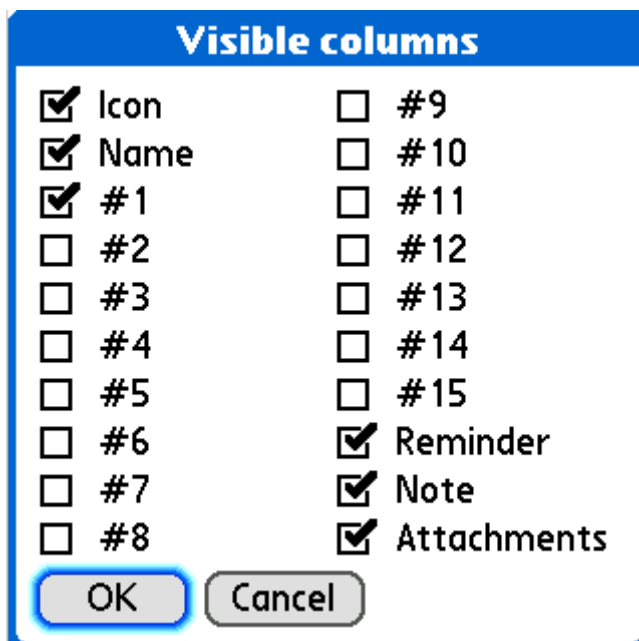 Visible columns
Icon
Name
#1
#2
#3
#4
#5
#6
#7
#8
#9
#10
#11
#12
#13
#14
#15
Reminder
Note
Attachments
OK
Cancel